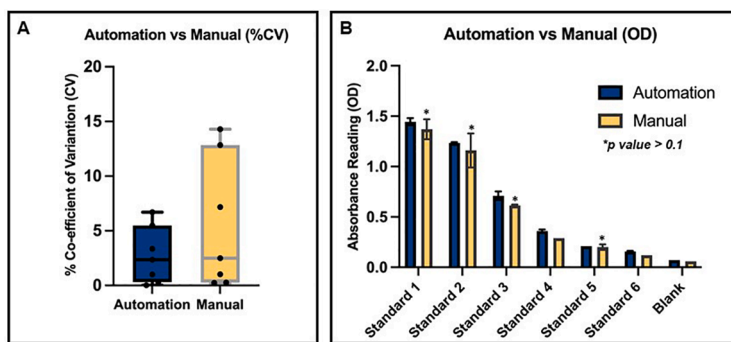 A
Automation vs Manual (%CV)
% Co-efficient of Variantion (CV)
20
15
10
5
0
Automation Manual
B
Automation vs Manual (OD)
Absorbance Reading (OD)
2.0
1.5
1.0
0.5
0.0
Automation
Manual
*p value > 0.1
* * * *
Standard 1
Standard 2
Standard 3
Standard 4
Standard 5
Standard 6
Blank